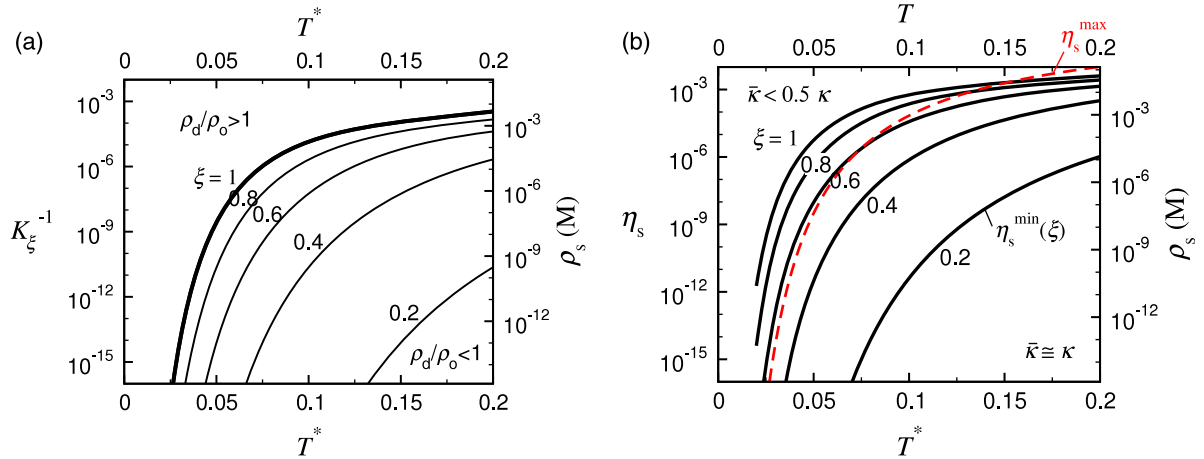 (a)
T*
0 0.05 0.1 0.15 0.2
10⁻³
10⁻⁶
10⁻⁹
10⁻¹²
10⁻¹⁵
K_ξ⁻¹
ρ_d/ρ_o>1
ξ = 1
0.8
0.6
0.4
0.2
ρ_d/ρ_o<1
10⁻³
10⁻⁶
10⁻⁹
10⁻¹²
ρ_s (M)
0 0.05 0.1 0.15 0.2
T*
(b)
T
η_s^max
0 0.05 0.1 0.15 0.2
10⁻³
10⁻⁶
10⁻⁹
10⁻¹²
10⁻¹⁵
η_s
κ̄ < 0.5 κ
ξ = 1
0.8
0.6
0.4
0.2
η_s^min(ξ)
κ̄ ≅ κ
10⁻³
10⁻⁶
10⁻⁹
10⁻¹²
ρ_s (M)
0 0.05 0.1 0.15 0.2
T*